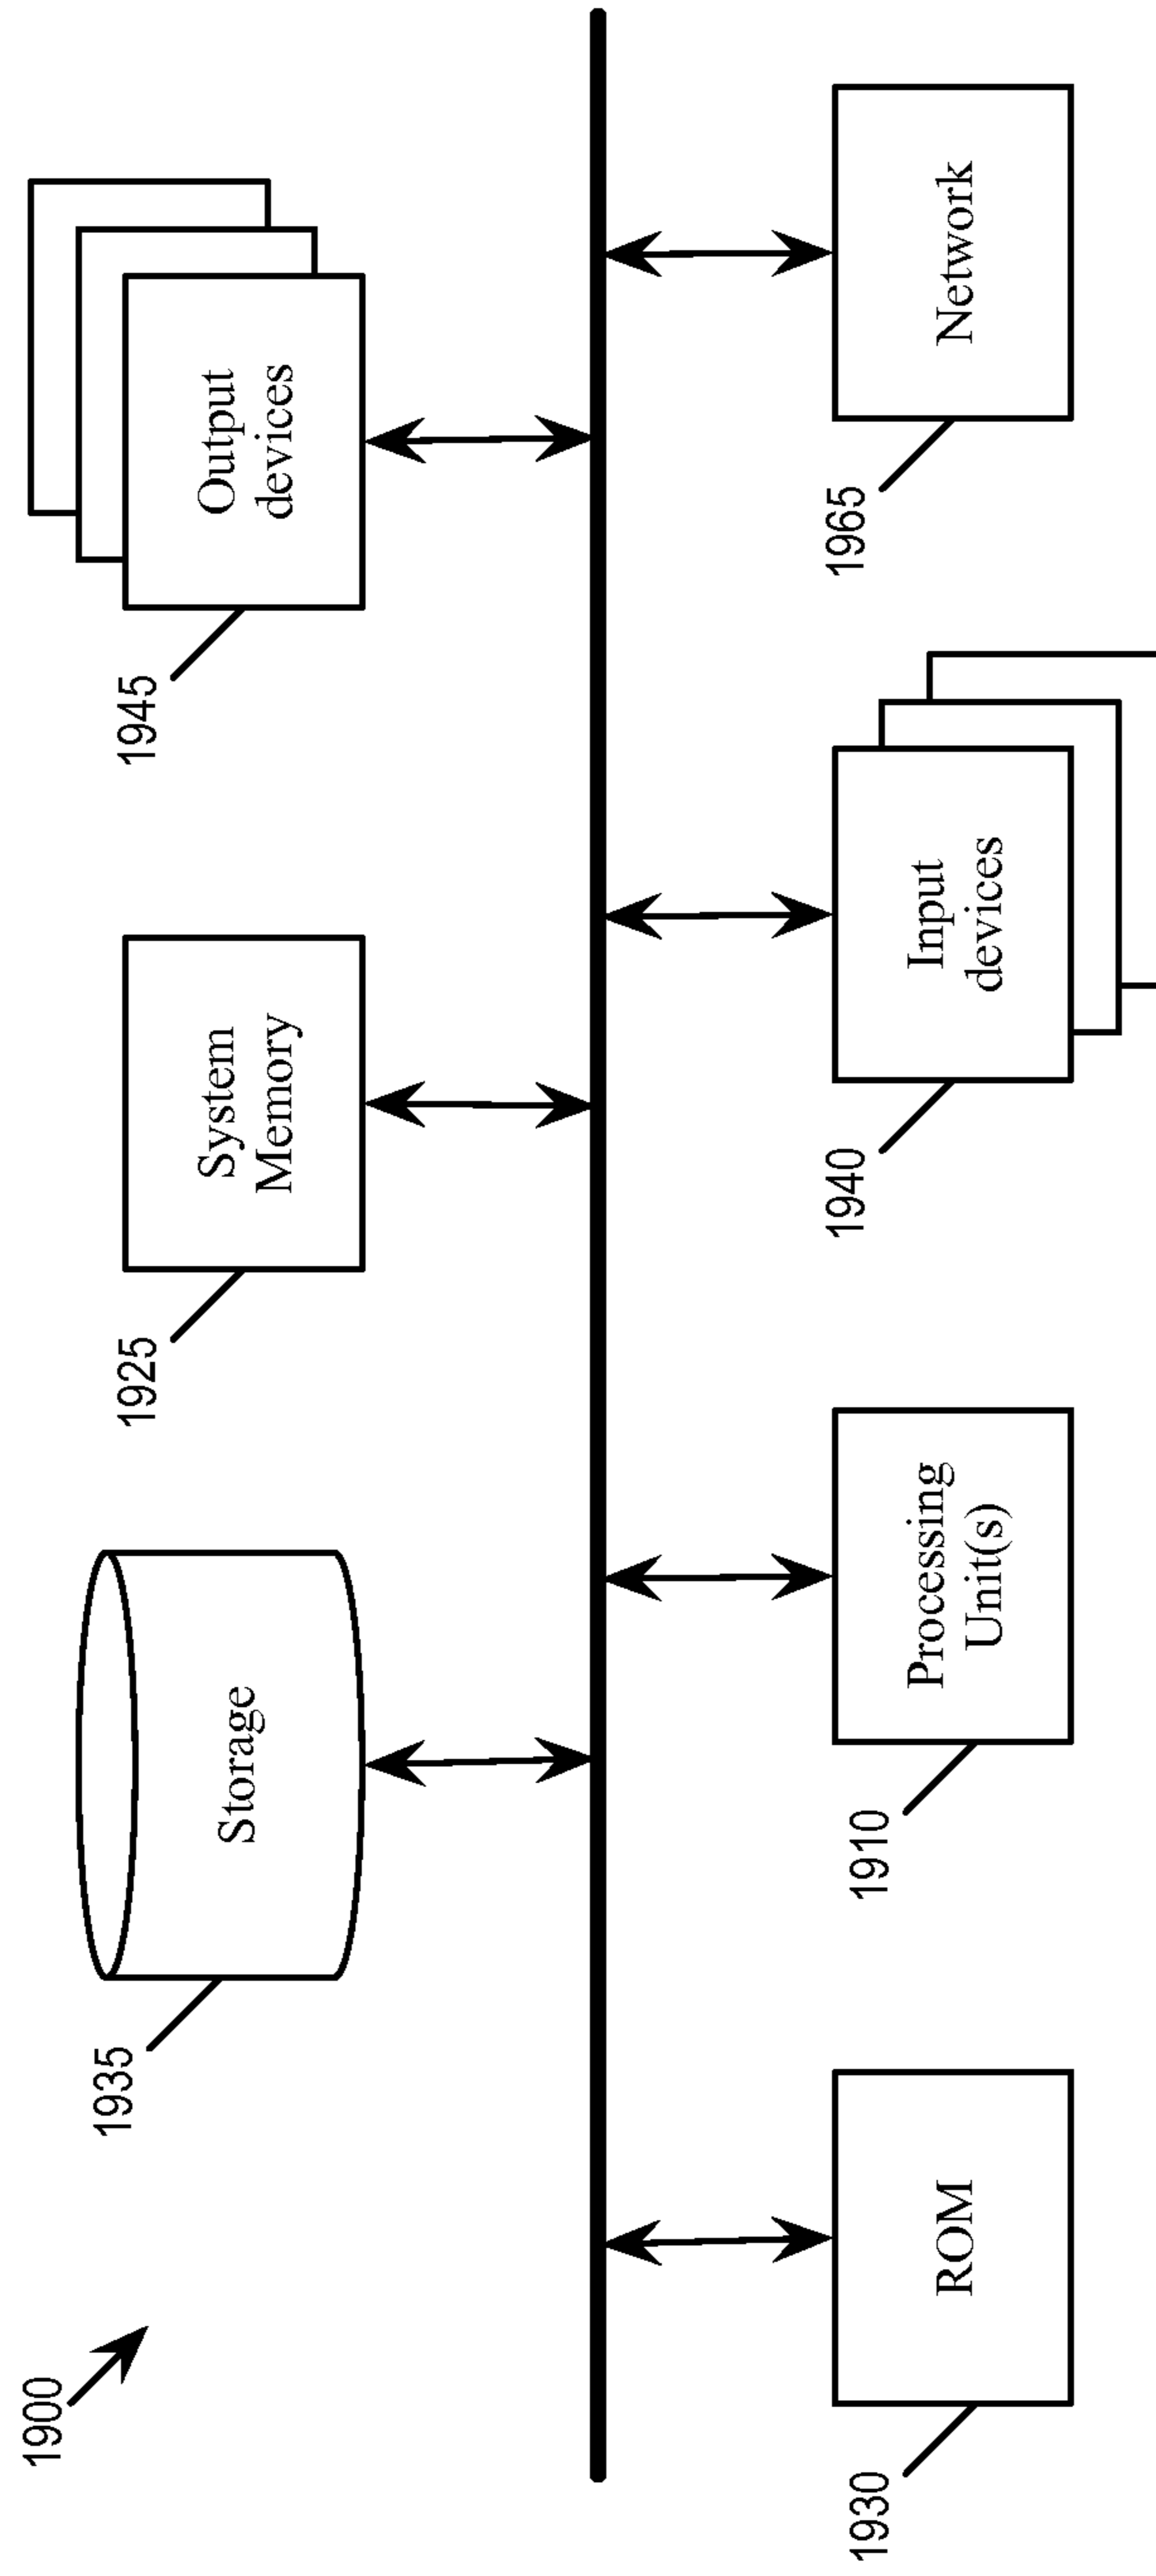 1900
1935
Storage
1925
System
Memory
1945
Output
devices
1930
ROM
1910
Processing
Unit(s)
1940
Input
devices
1965
Network